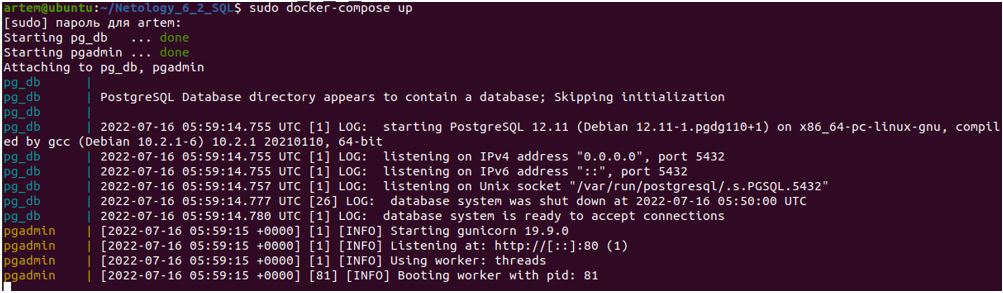 artem@ubuntu:~/Netology_6_2_SQL$ sudo docker-compose up
[sudo] пароль для artem:
Starting pg_db   ... done
Starting pgadmin ... done
Attaching to pg_db, pgadmin
pg_db      |
pg_db      | PostgreSQL Database directory appears to contain a database; Skipping initialization
pg_db      |
pg_db      | 2022-07-16 05:59:14.755 UTC [1] LOG:  starting PostgreSQL 12.11 (Debian 12.11-1.pgdg110+1) on x86_64-pc-linux-gnu, compil
ed by gcc (Debian 10.2.1-6) 10.2.1 20210110, 64-bit
pg_db      | 2022-07-16 05:59:14.755 UTC [1] LOG:  listening on IPv4 address "0.0.0.0", port 5432
pg_db      | 2022-07-16 05:59:14.755 UTC [1] LOG:  listening on IPv6 address "::", port 5432
pg_db      | 2022-07-16 05:59:14.757 UTC [1] LOG:  listening on Unix socket "/var/run/postgresql/.s.PGSQL.5432"
pg_db      | 2022-07-16 05:59:14.777 UTC [26] LOG:  database system was shut down at 2022-07-16 05:50:00 UTC
pg_db      | 2022-07-16 05:59:14.780 UTC [1] LOG:  database system is ready to accept connections
pgadmin    | [2022-07-16 05:59:15 +0000] [1] [INFO] Starting gunicorn 19.9.0
pgadmin    | [2022-07-16 05:59:15 +0000] [1] [INFO] Listening at: http://[::]:80 (1)
pgadmin    | [2022-07-16 05:59:15 +0000] [1] [INFO] Using worker: threads
pgadmin    | [2022-07-16 05:59:15 +0000] [81] [INFO] Booting worker with pid: 81